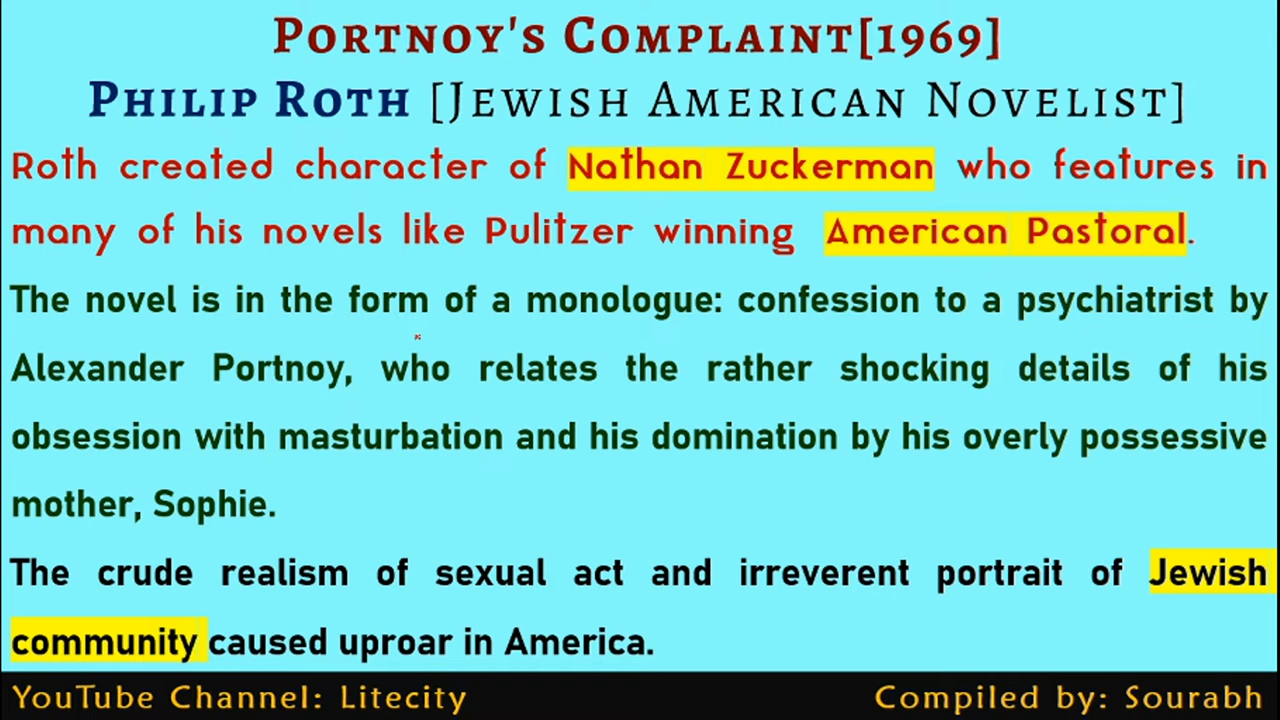 PORTNOY'S COMPLAINT[1969]
PHILIP ROTH [JEWISH AMERICAN NOVELIST]
Roth created character of Nathan Zuckerman who features in
many of his novels like Pulitzer winning American Pastoral.
The novel is in the form of a monologue: confession to a psychiatrist by
Alexander Portnoy, who relates the rather shocking details of his
obsession with masturbation and his domination by his overly possessive
mother, Sophie.
The crude realism of sexual act and irreverent portrait of Jewish
community caused uproar in America.
YouTube Channel: Litecity
Compiled by: Sourabh